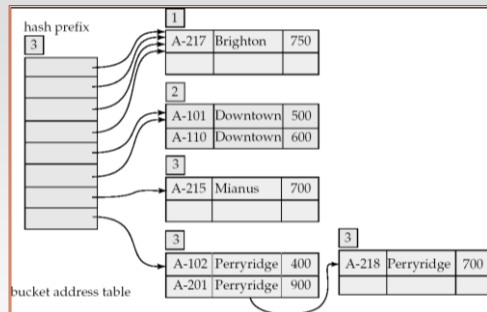 hash prefix
3
1
A-217 Brighton 750
2
A-101 Downtown 500
A-110 Downtown 600
3
A-215 Mianus 700
3
A-102 Perryridge 400
A-201 Perryridge 900
3
A-218 Perryridge 700
bucket address table